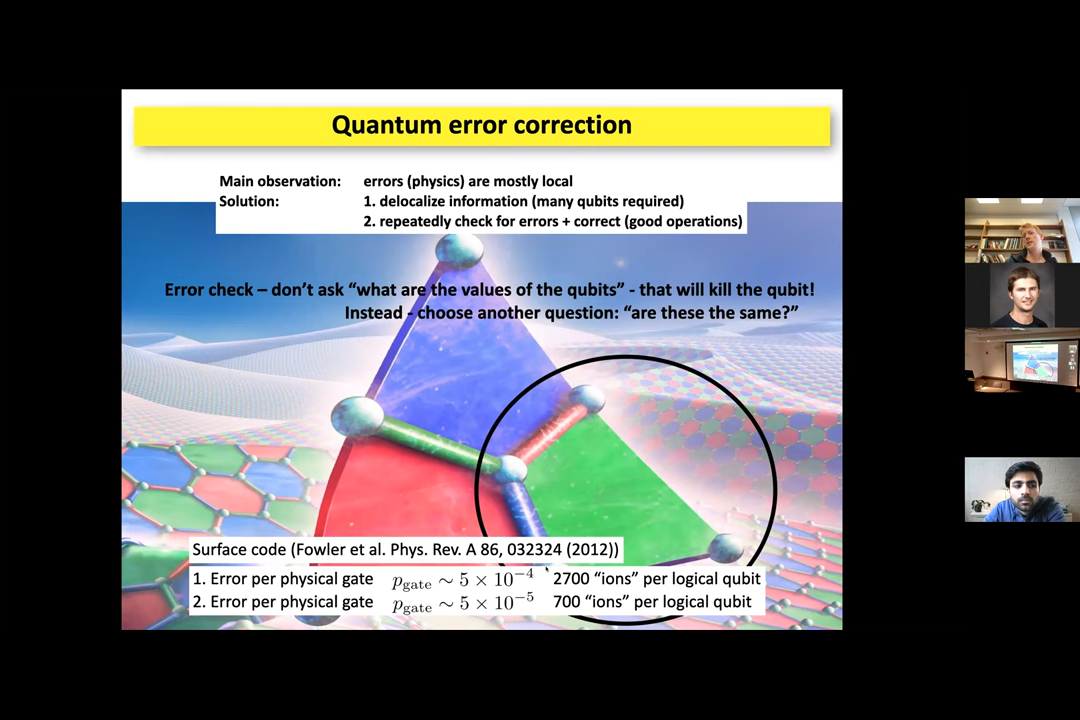 Quantum error correction
Main observation: errors (physics) are mostly local
Solution: 1. delocalize information (many qubits required)
2. repeatedly check for errors + correct (good operations)
Error check – don't ask “what are the values of the qubits” - that will kill the qubit!
Instead - choose another question: “are these the same?”
Surface code (Fowler et al. Phys. Rev. A 86, 032324 (2012))
1. Error per physical gate p_gate ∼ 5 × 10⁻⁴ 2700 “ions” per logical qubit
2. Error per physical gate p_gate ∼ 5 × 10⁻⁵ 700 “ions” per logical qubit